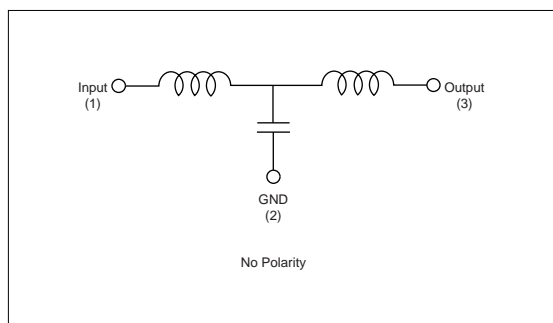 Input
(1)
Output
(3)
GND
(2)
No Polarity